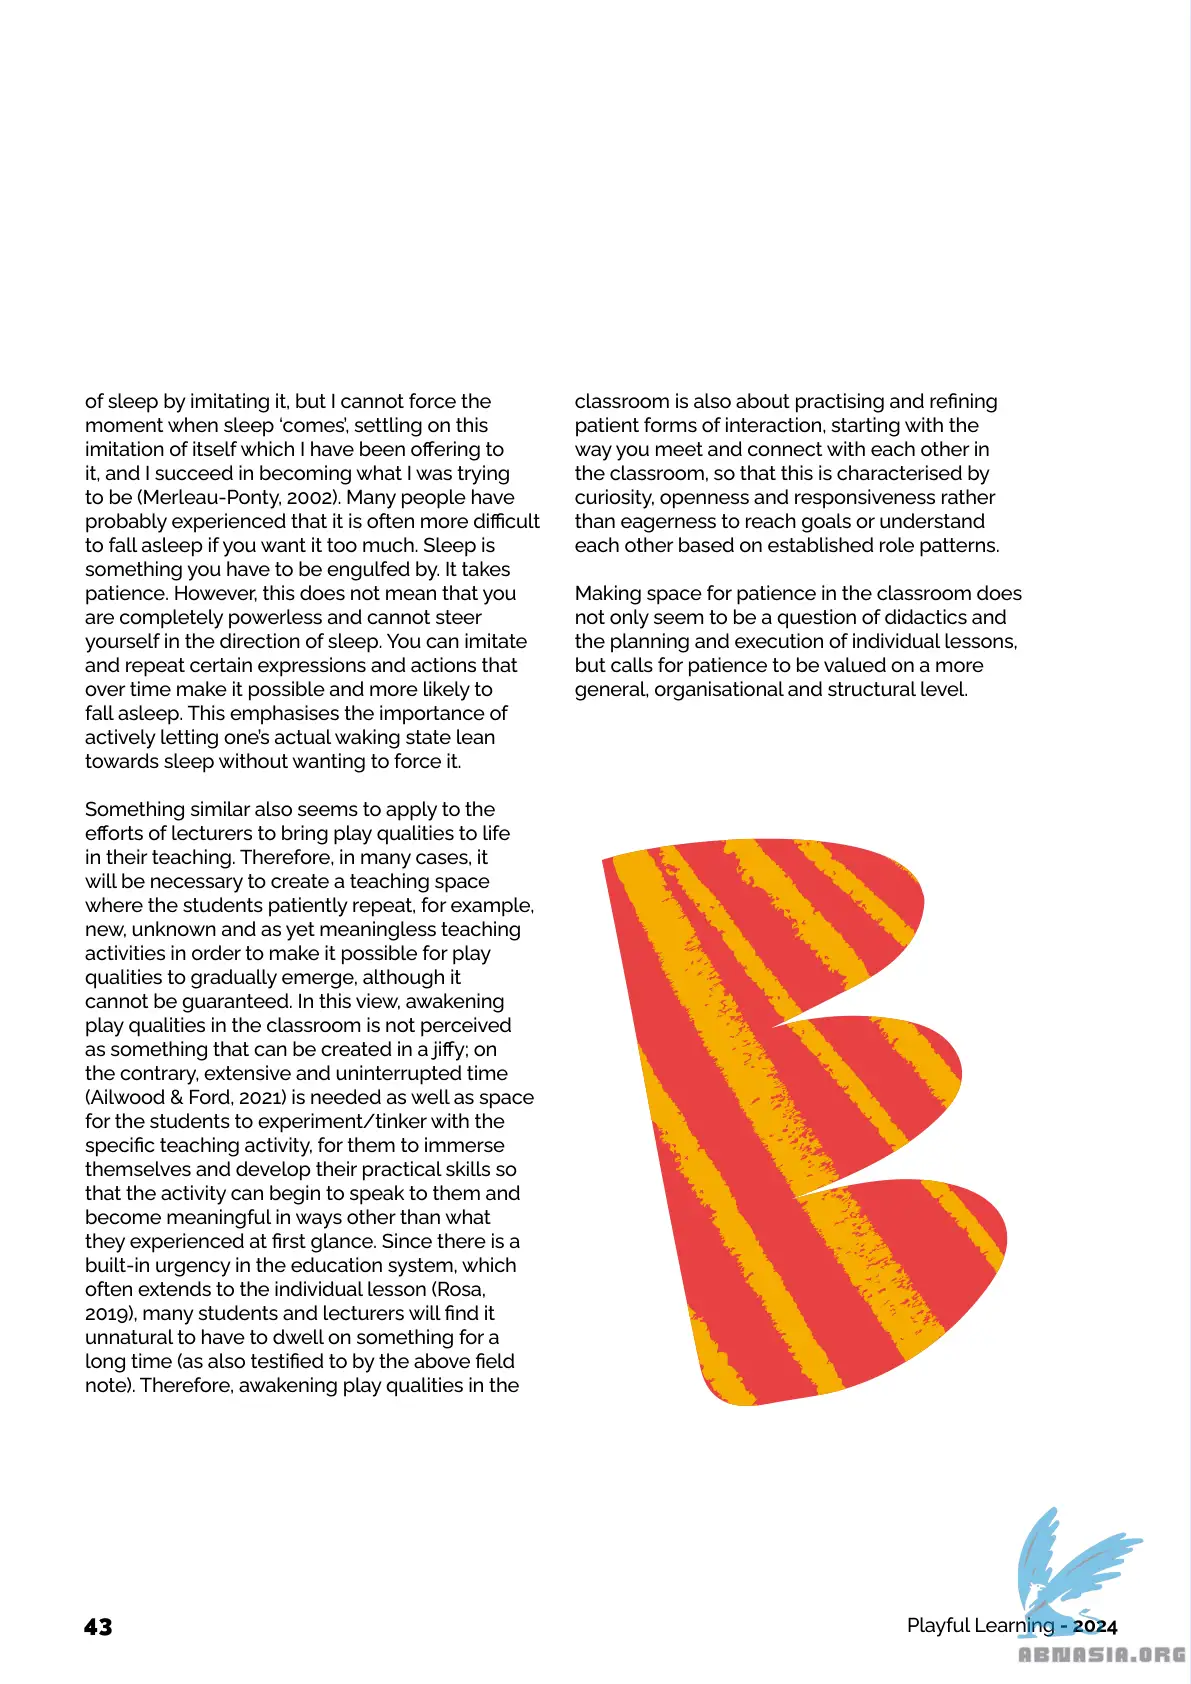 of sleep by imitating it, but I cannot force the
moment when sleep ‘comes’, settling on this
imitation of itself which I have been offering to
it, and I succeed in becoming what I was trying
to be (Merleau-Ponty, 2002). Many people have
probably experienced that it is often more difficult
to fall asleep if you want it too much. Sleep is
something you have to be engulfed by. It takes
patience. However, this does not mean that you
are completely powerless and cannot steer
yourself in the direction of sleep. You can imitate
and repeat certain expressions and actions that
over time make it possible and more likely to
fall asleep. This emphasises the importance of
actively letting one’s actual waking state lean
towards sleep without wanting to force it.
Something similar also seems to apply to the
efforts of lecturers to bring play qualities to life
in their teaching. Therefore, in many cases, it
will be necessary to create a teaching space
where the students patiently repeat, for example,
new, unknown and as yet meaningless teaching
activities in order to make it possible for play
qualities to gradually emerge, although it
cannot be guaranteed. In this view, awakening
play qualities in the classroom is not perceived
as something that can be created in a jiffy; on
the contrary, extensive and uninterrupted time
(Ailwood & Ford, 2021) is needed as well as space
for the students to experiment/tinker with the
specific teaching activity, for them to immerse
themselves and develop their practical skills so
that the activity can begin to speak to them and
become meaningful in ways other than what
they experienced at first glance. Since there is a
built-in urgency in the education system, which
often extends to the individual lesson (Rosa,
2019), many students and lecturers will find it
unnatural to have to dwell on something for a
long time (as also testified to by the above field
note). Therefore, awakening play qualities in the
classroom is also about practising and refining
patient forms of interaction, starting with the
way you meet and connect with each other in
the classroom, so that this is characterised by
curiosity, openness and responsiveness rather
than eagerness to reach goals or understand
each other based on established role patterns.
Making space for patience in the classroom does
not only seem to be a question of didactics and
the planning and execution of individual lessons,
but calls for patience to be valued on a more
general, organisational and structural level.
43
Playful Learning - 2024
ABNASIA.ORG